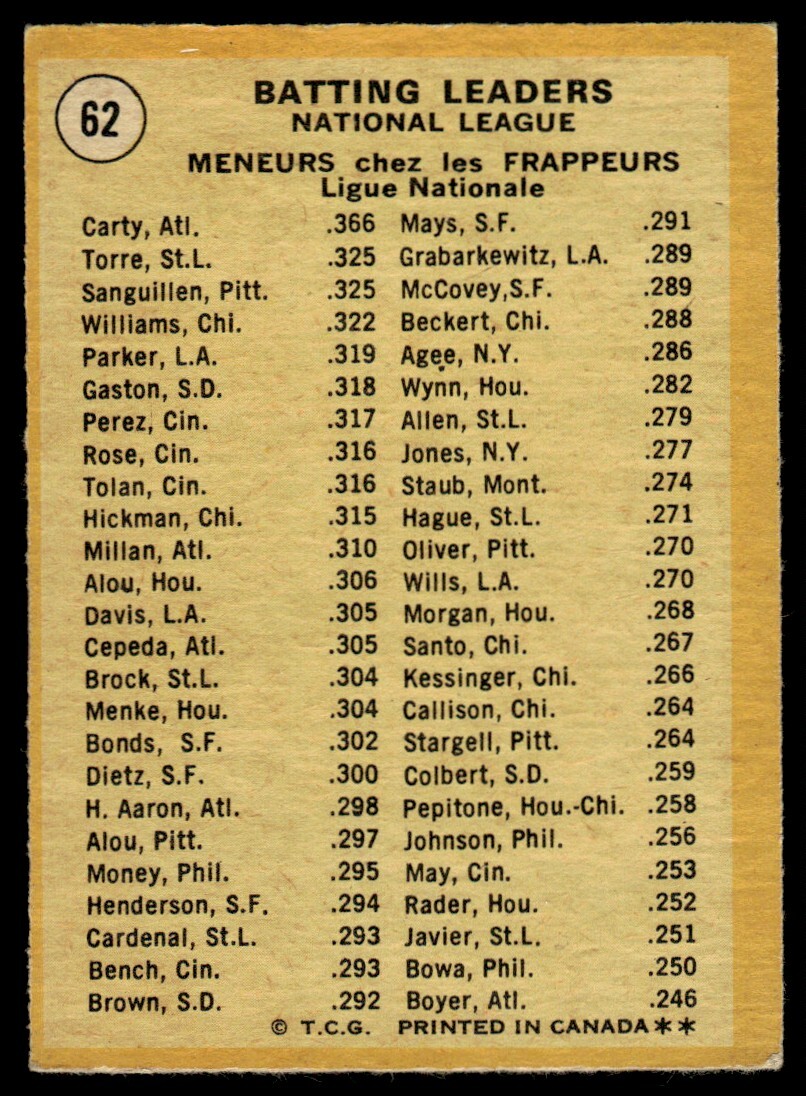 62
BATTING LEADERS
NATIONAL LEAGUE
MENEURS chez les FRAPPEURS
Ligue Nationale
Carty, Atl. .366 Mays, S.F. .291
Torre, St.L. .325 Grabarkewitz, L.A. .289
Sanguillen, Pitt. .325 McCovey,S.F. .289
Williams, Chi. .322 Beckert, Chi. .288
Parker, L.A. .319 Agee, N.Y. .286
Gaston, S.D. .318 Wynn, Hou. .282
Perez, Cin. .317 Allen, St.L. .279
Rose, Cin. .316 Jones, N.Y. .277
Tolan, Cin. .316 Staub, Mont. .274
Hickman, Chi. .315 Hague, St.L. .271
Millan, Atl. .310 Oliver, Pitt. .270
Alou, Hou. .306 Wills, L.A. .270
Davis, L.A. .305 Morgan, Hou. .268
Cepeda, Atl. .305 Santo, Chi. .267
Brock, St.L. .304 Kessinger, Chi. .266
Menke, Hou. .304 Callison, Chi. .264
Bonds, S.F. .302 Stargell, Pitt. .264
Dietz, S.F. .300 Colbert, S.D. .259
H. Aaron, Atl. .298 Pepitone, Hou.-Chi. .258
Alou, Pitt. .297 Johnson, Phil. .256
Money, Phil. .295 May, Cin. .253
Henderson, S.F. .294 Rader, Hou. .252
Cardenal, St.L. .293 Javier, St.L. .251
Bench, Cin. .293 Bowa, Phil. .250
Brown, S.D. .292 Boyer, Atl. .246
© T.C.G. PRINTED IN CANADA**